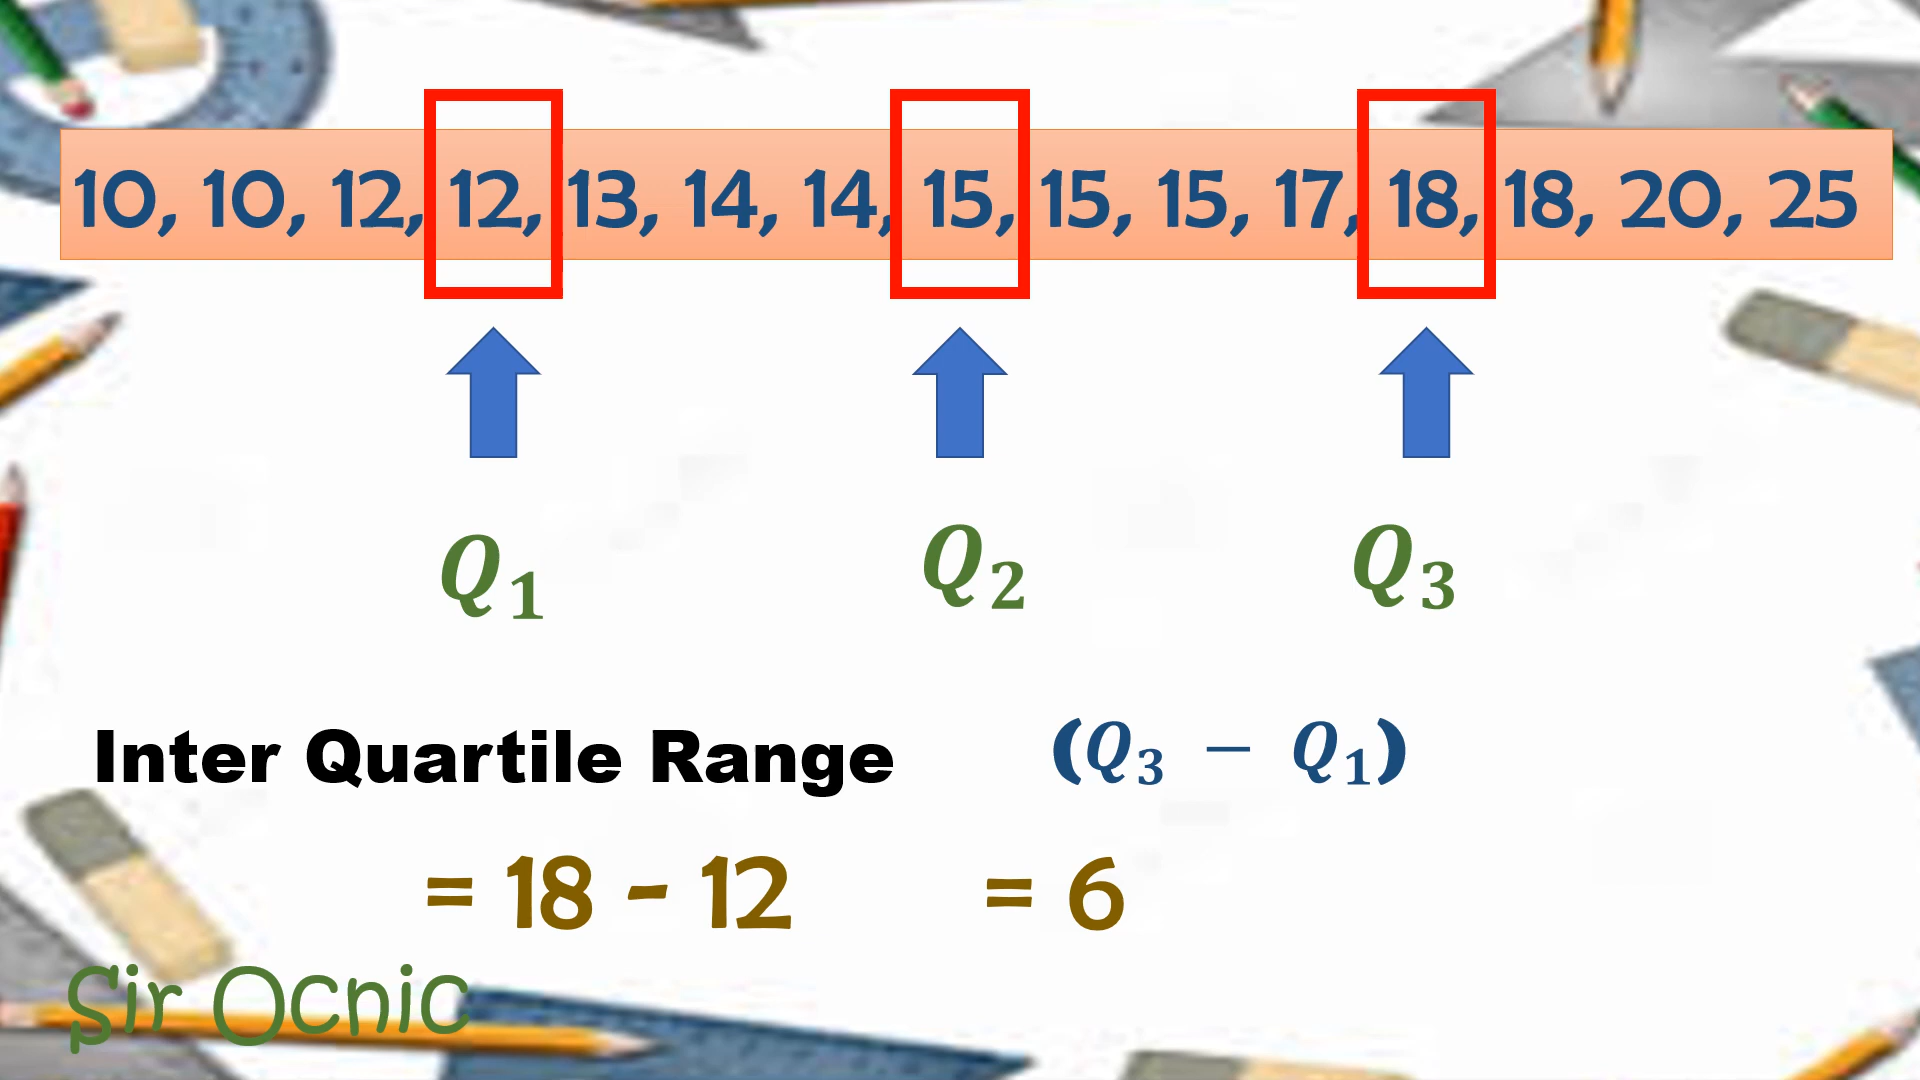 10, 10, 12, 12, 13, 14, 14, 15, 15, 15, 17, 18, 18, 20, 25
Q₁ Q₂ Q₃
Inter Quartile Range (Q₃ − Q₁)
= 18 - 12 = 6
Sir Ocnic